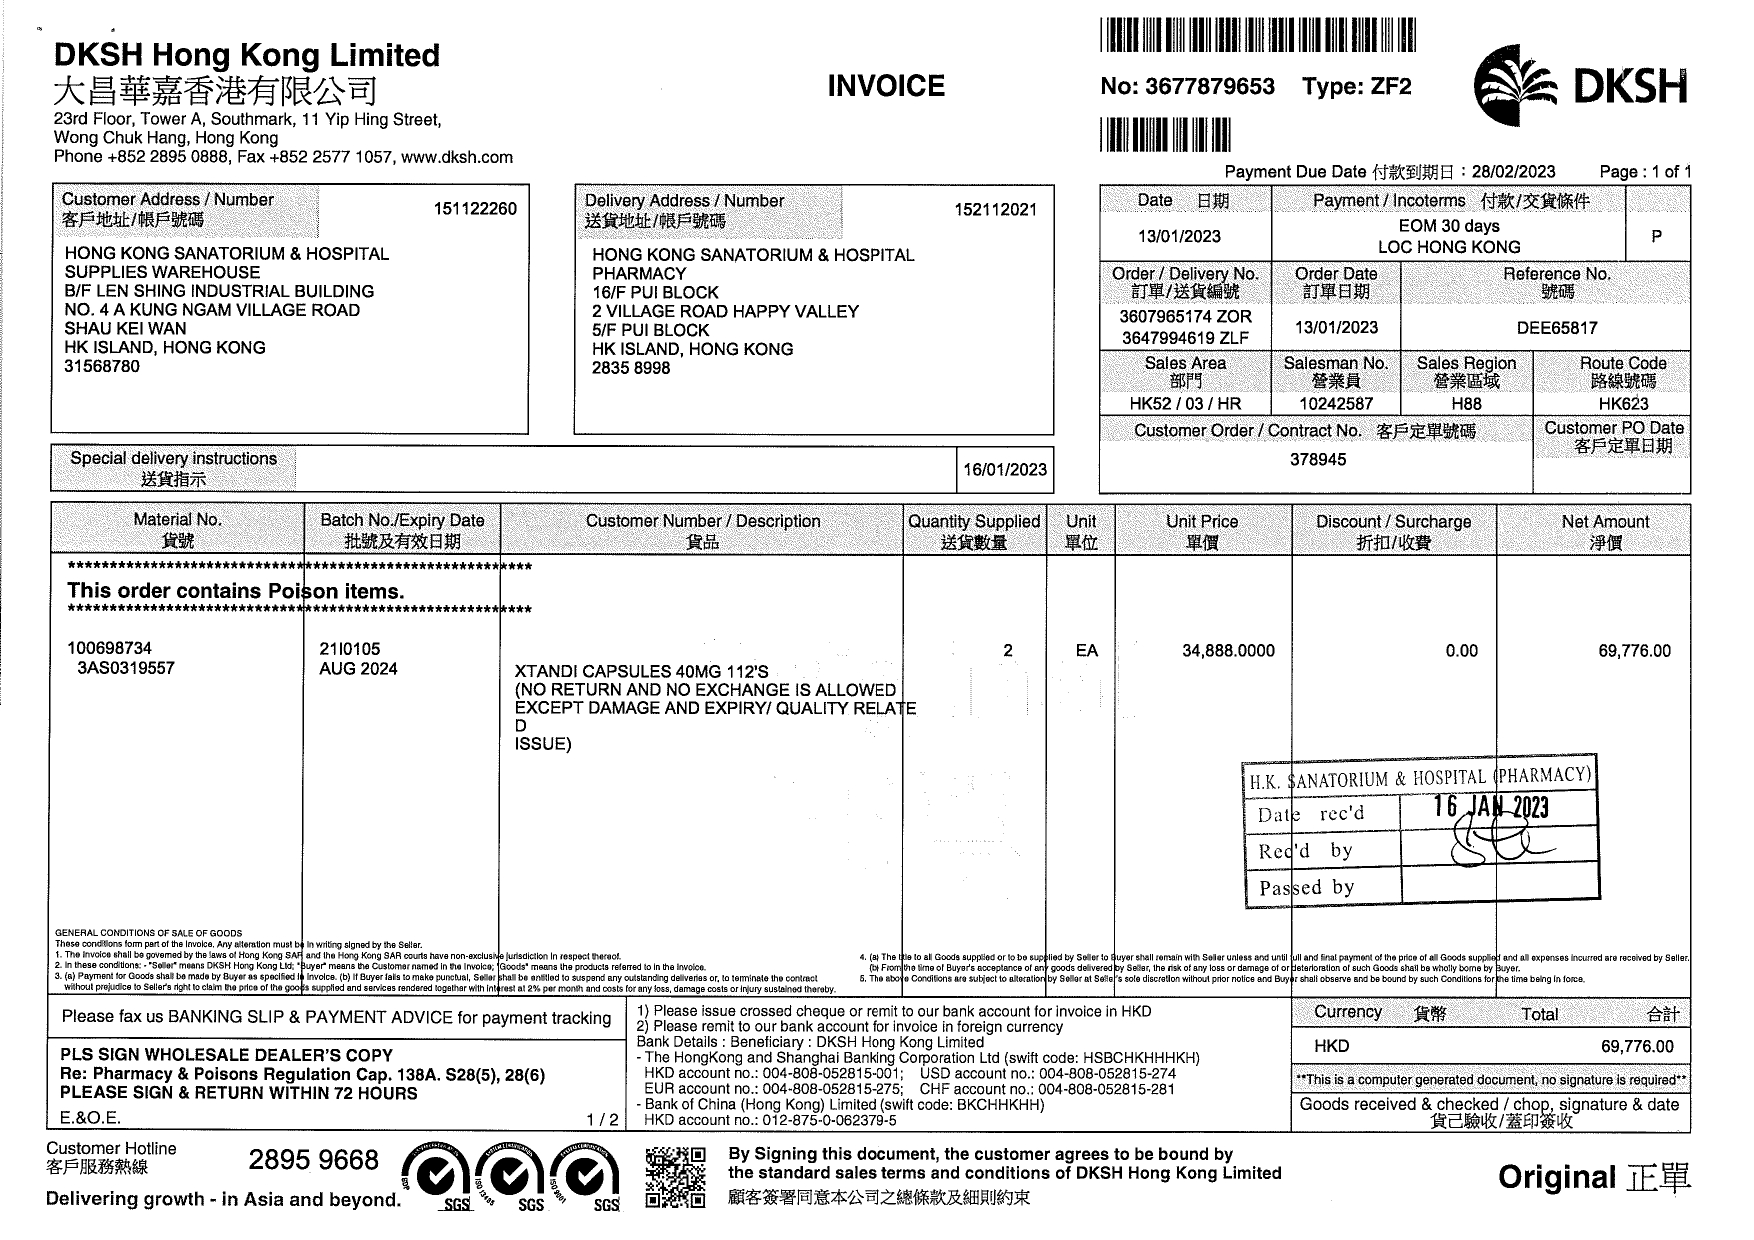 DKSH Hong Kong Limited
大昌華嘉香港有限公司
23rd Floor, Tower A, Southmark, 11 Yip Hing Street,
Wong Chuk Hang, Hong Kong
Phone +852 2895 0888, Fax +852 2577 1057, www.dksh.com
INVOICE
No: 3677879653 Type: ZF2
DKSH
Payment Due Date 付款到期日：28/02/2023 Page : 1 of 1
Customer Address / Number
客戶地址/帳戶號碼
151122260
HONG KONG SANATORIUM & HOSPITAL
SUPPLIES WAREHOUSE
B/F LEN SHING INDUSTRIAL BUILDING
NO. 4 A KUNG NGAM VILLAGE ROAD
SHAU KEI WAN
HK ISLAND, HONG KONG
31568780
Delivery Address / Number
送貨地址/帳戶號碼
152112021
HONG KONG SANATORIUM & HOSPITAL
PHARMACY
16/F PUI BLOCK
2 VILLAGE ROAD HAPPY VALLEY
5/F PUI BLOCK
HK ISLAND, HONG KONG
2835 8998
Date 日期
13/01/2023
Payment / Incoterms 付款/交貨條件
EOM 30 days
LOC HONG KONG
P
Order / Delivery No.
訂單/送貨編號
3607965174 ZOR
3647994619 ZLF
Order Date
訂單日期
13/01/2023
Reference No.
號碼
DEE65817
Sales Area
部門
HK52 / 03 / HR
Salesman No.
營業員
10242587
Sales Region
營業區域
H88
Route Code
路線號碼
HK623
Customer Order / Contract No. 客戶定單號碼
378945
Customer PO Date
客戶定單日期
Special delivery instructions
送貨指示
16/01/2023
Material No.
貨號
Batch No./Expiry Date
批號及有效日期
Customer Number / Description
貨品
Quantity Supplied
送貨數量
Unit
單位
Unit Price
單價
Discount / Surcharge
折扣/收費
Net Amount
淨價
********************************************************
This order contains Poison items.
********************************************************
100698734 21I0105 2 EA 34,888.0000 0.00 69,776.00
3AS0319557 AUG 2024 XTANDI CAPSULES 40MG 112'S
(NO RETURN AND NO EXCHANGE IS ALLOWED
EXCEPT DAMAGE AND EXPIRY/ QUALITY RELATE
D
ISSUE)
H.K. SANATORIUM & HOSPITAL (PHARMACY)
Date rec'd 16 JAN 2023
Rec'd by
Passed by
GENERAL CONDITIONS OF SALE OF GOODS
These conditions form part of the Invoice. Any alteration must be in writing signed by the Seller.
1. The Invoice shall be governed by the laws of Hong Kong SAR and the Hong Kong SAR courts have non-exclusive jurisdiction in respect thereof.
2. In these conditions: - "Seller" means DKSH Hong Kong Ltd; "Buyer" means the Customer named in the Invoice; "Goods" means the products referred to in the Invoice.
3. (a) Payment for Goods shall be made by Buyer as specified in Invoice. (b) If Buyer fails to make punctual, Seller shall be entitled to suspend any outstanding deliveries or, to terminate the contract
without prejudice to Seller's right to claim the price of the goods supplied and services rendered together with interest at 2% per month and costs for any loss, damage costs or injury sustained thereby.
4. (a) The title to all Goods supplied or to be supplied by Seller to Buyer shall remain with Seller unless and until full and final payment of the price of all Goods supplied and all expenses incurred are received by Seller.
(b) From the time of Buyer's acceptance of any goods delivered by Seller, the risk of any loss or damage of or deterioration of such Goods shall be wholly borne by Buyer.
5. The above Conditions are subject to alteration by Seller at Seller's sole discretion without prior notice and Buyer shall observe and be bound by such Conditions for the time being in force.
Please fax us BANKING SLIP & PAYMENT ADVICE for payment tracking
PLS SIGN WHOLESALE DEALER'S COPY
Re: Pharmacy & Poisons Regulation Cap. 138A. S28(5), 28(6)
PLEASE SIGN & RETURN WITHIN 72 HOURS
E.&O.E. 1 / 2
1) Please issue crossed cheque or remit to our bank account for invoice in HKD
2) Please remit to our bank account for invoice in foreign currency
Bank Details : Beneficiary : DKSH Hong Kong Limited
- The HongKong and Shanghai Banking Corporation Ltd (swift code: HSBCHKHHHKH)
HKD account no.: 004-808-052815-001; USD account no.: 004-808-052815-274
EUR account no.: 004-808-052815-275; CHF account no.: 004-808-052815-281
- Bank of China (Hong Kong) Limited (swift code: BKCHHKHH)
HKD account no.: 012-875-0-062379-5
Currency 貨幣 Total 合計
HKD 69,776.00
**This is a computer generated document, no signature is required**
Goods received & checked / chop, signature & date
貨已驗收/蓋印簽收
Customer Hotline
客戶服務熱線
2895 9668
Delivering growth - in Asia and beyond.
SGS
SGS
SGS
By Signing this document, the customer agrees to be bound by
the standard sales terms and conditions of DKSH Hong Kong Limited
顧客簽署同意本公司之總條款及細則約束
Original 正單